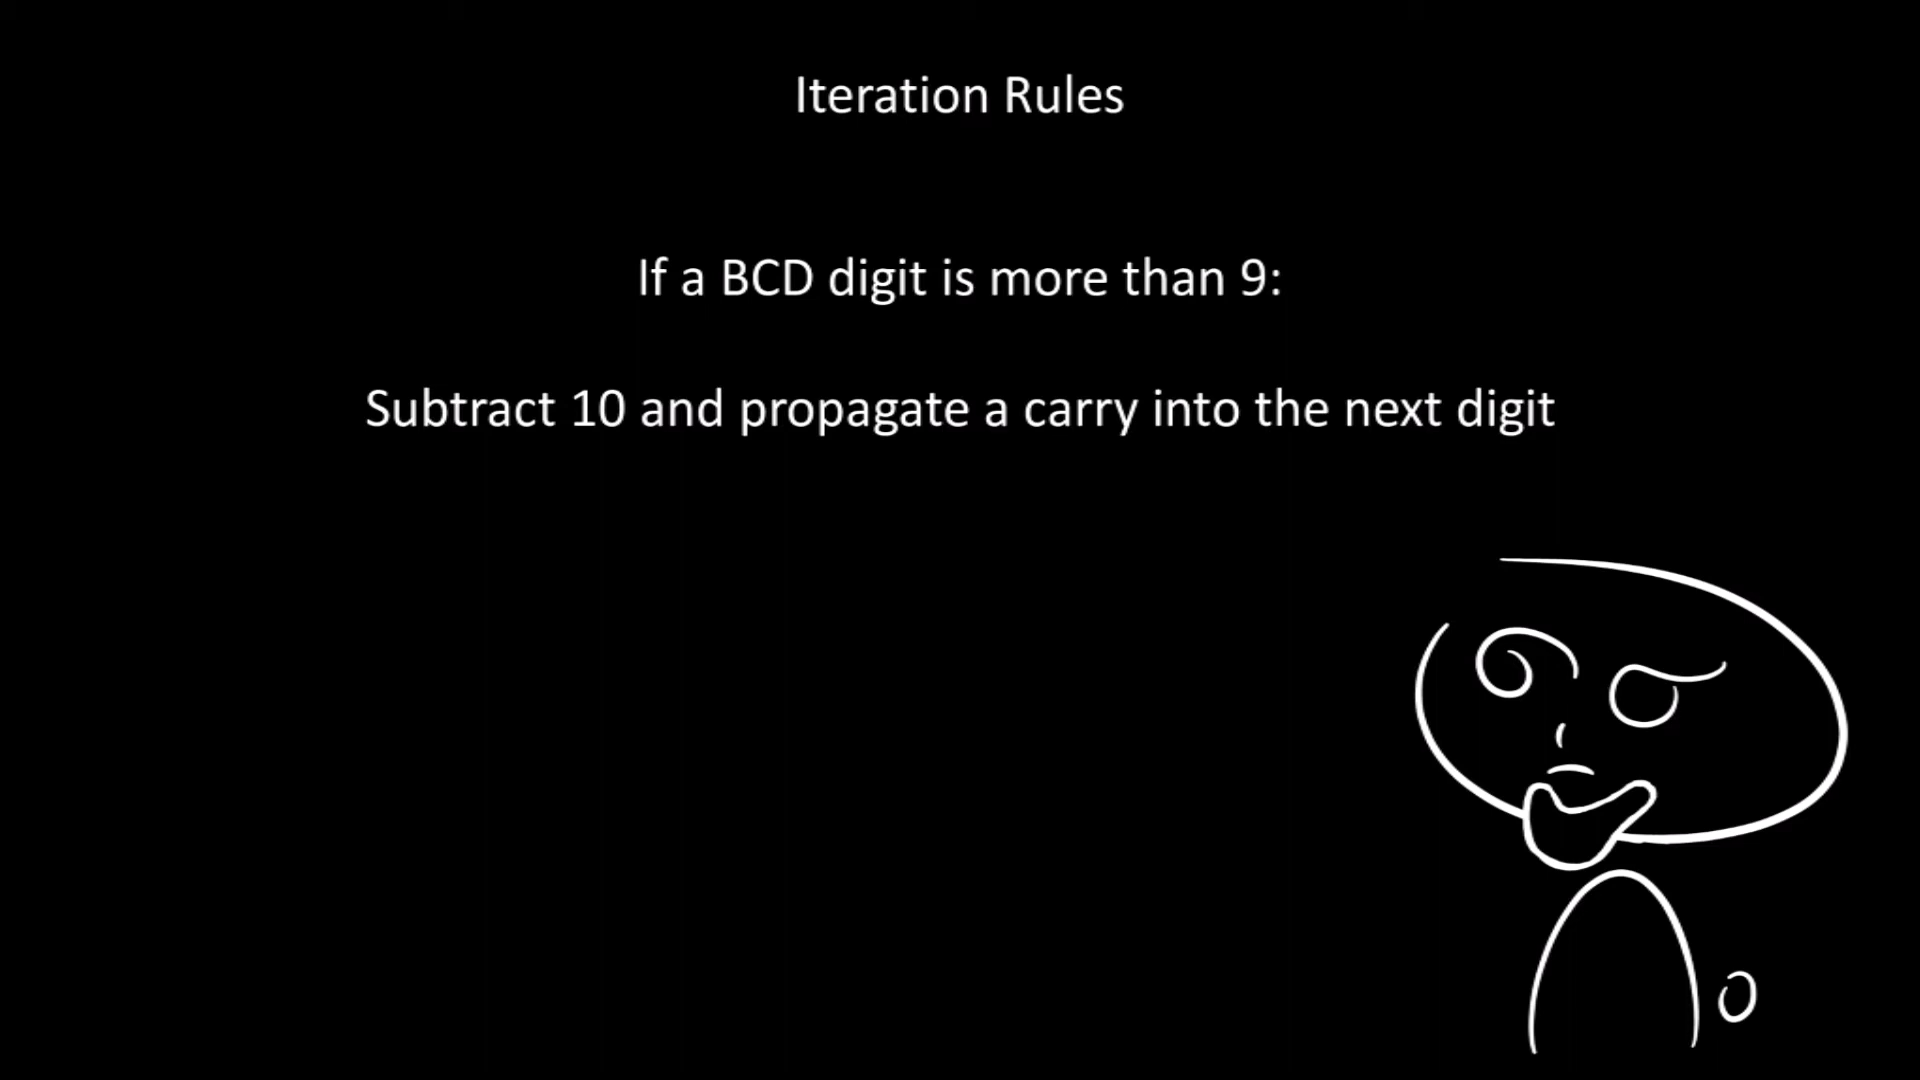 Iteration Rules
If a BCD digit is more than 9:
Subtract 10 and propagate a carry into the next digit